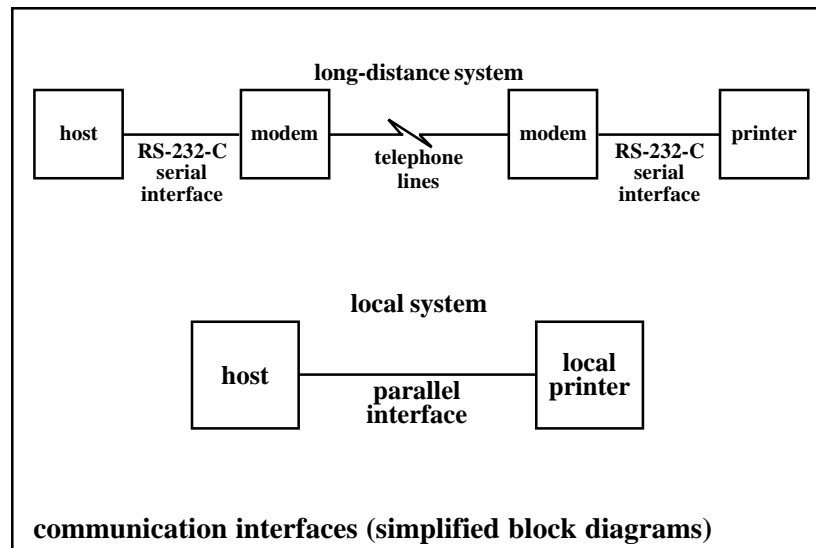 long-distance system
host
RS-232-C
serial
interface
modem
telephone
lines
modem
RS-232-C
serial
interface
printer
local system
host
parallel
interface
local
printer
communication interfaces (simplified block diagrams)